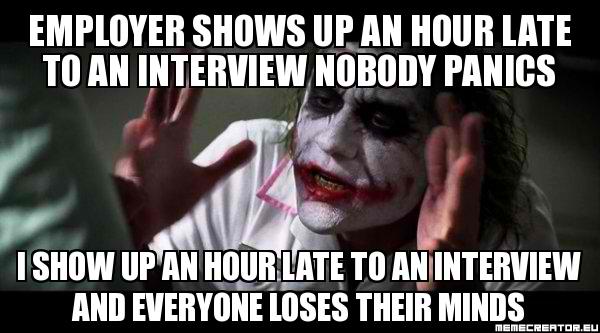 EMPLOYER SHOWS UP AN HOUR LATE
TO AN INTERVIEW NOBODY PANICS
I SHOW UP AN HOUR LATE TO AN INTERVIEW
AND EVERYONE LOSES THEIR MINDS
MEMECREATOR.EU